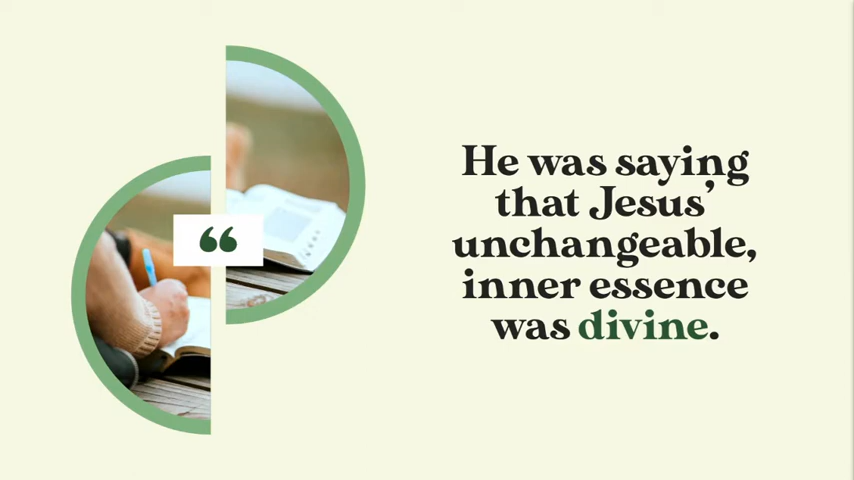 “
He was saying
that Jesus’
unchangeable,
inner essence
was divine.